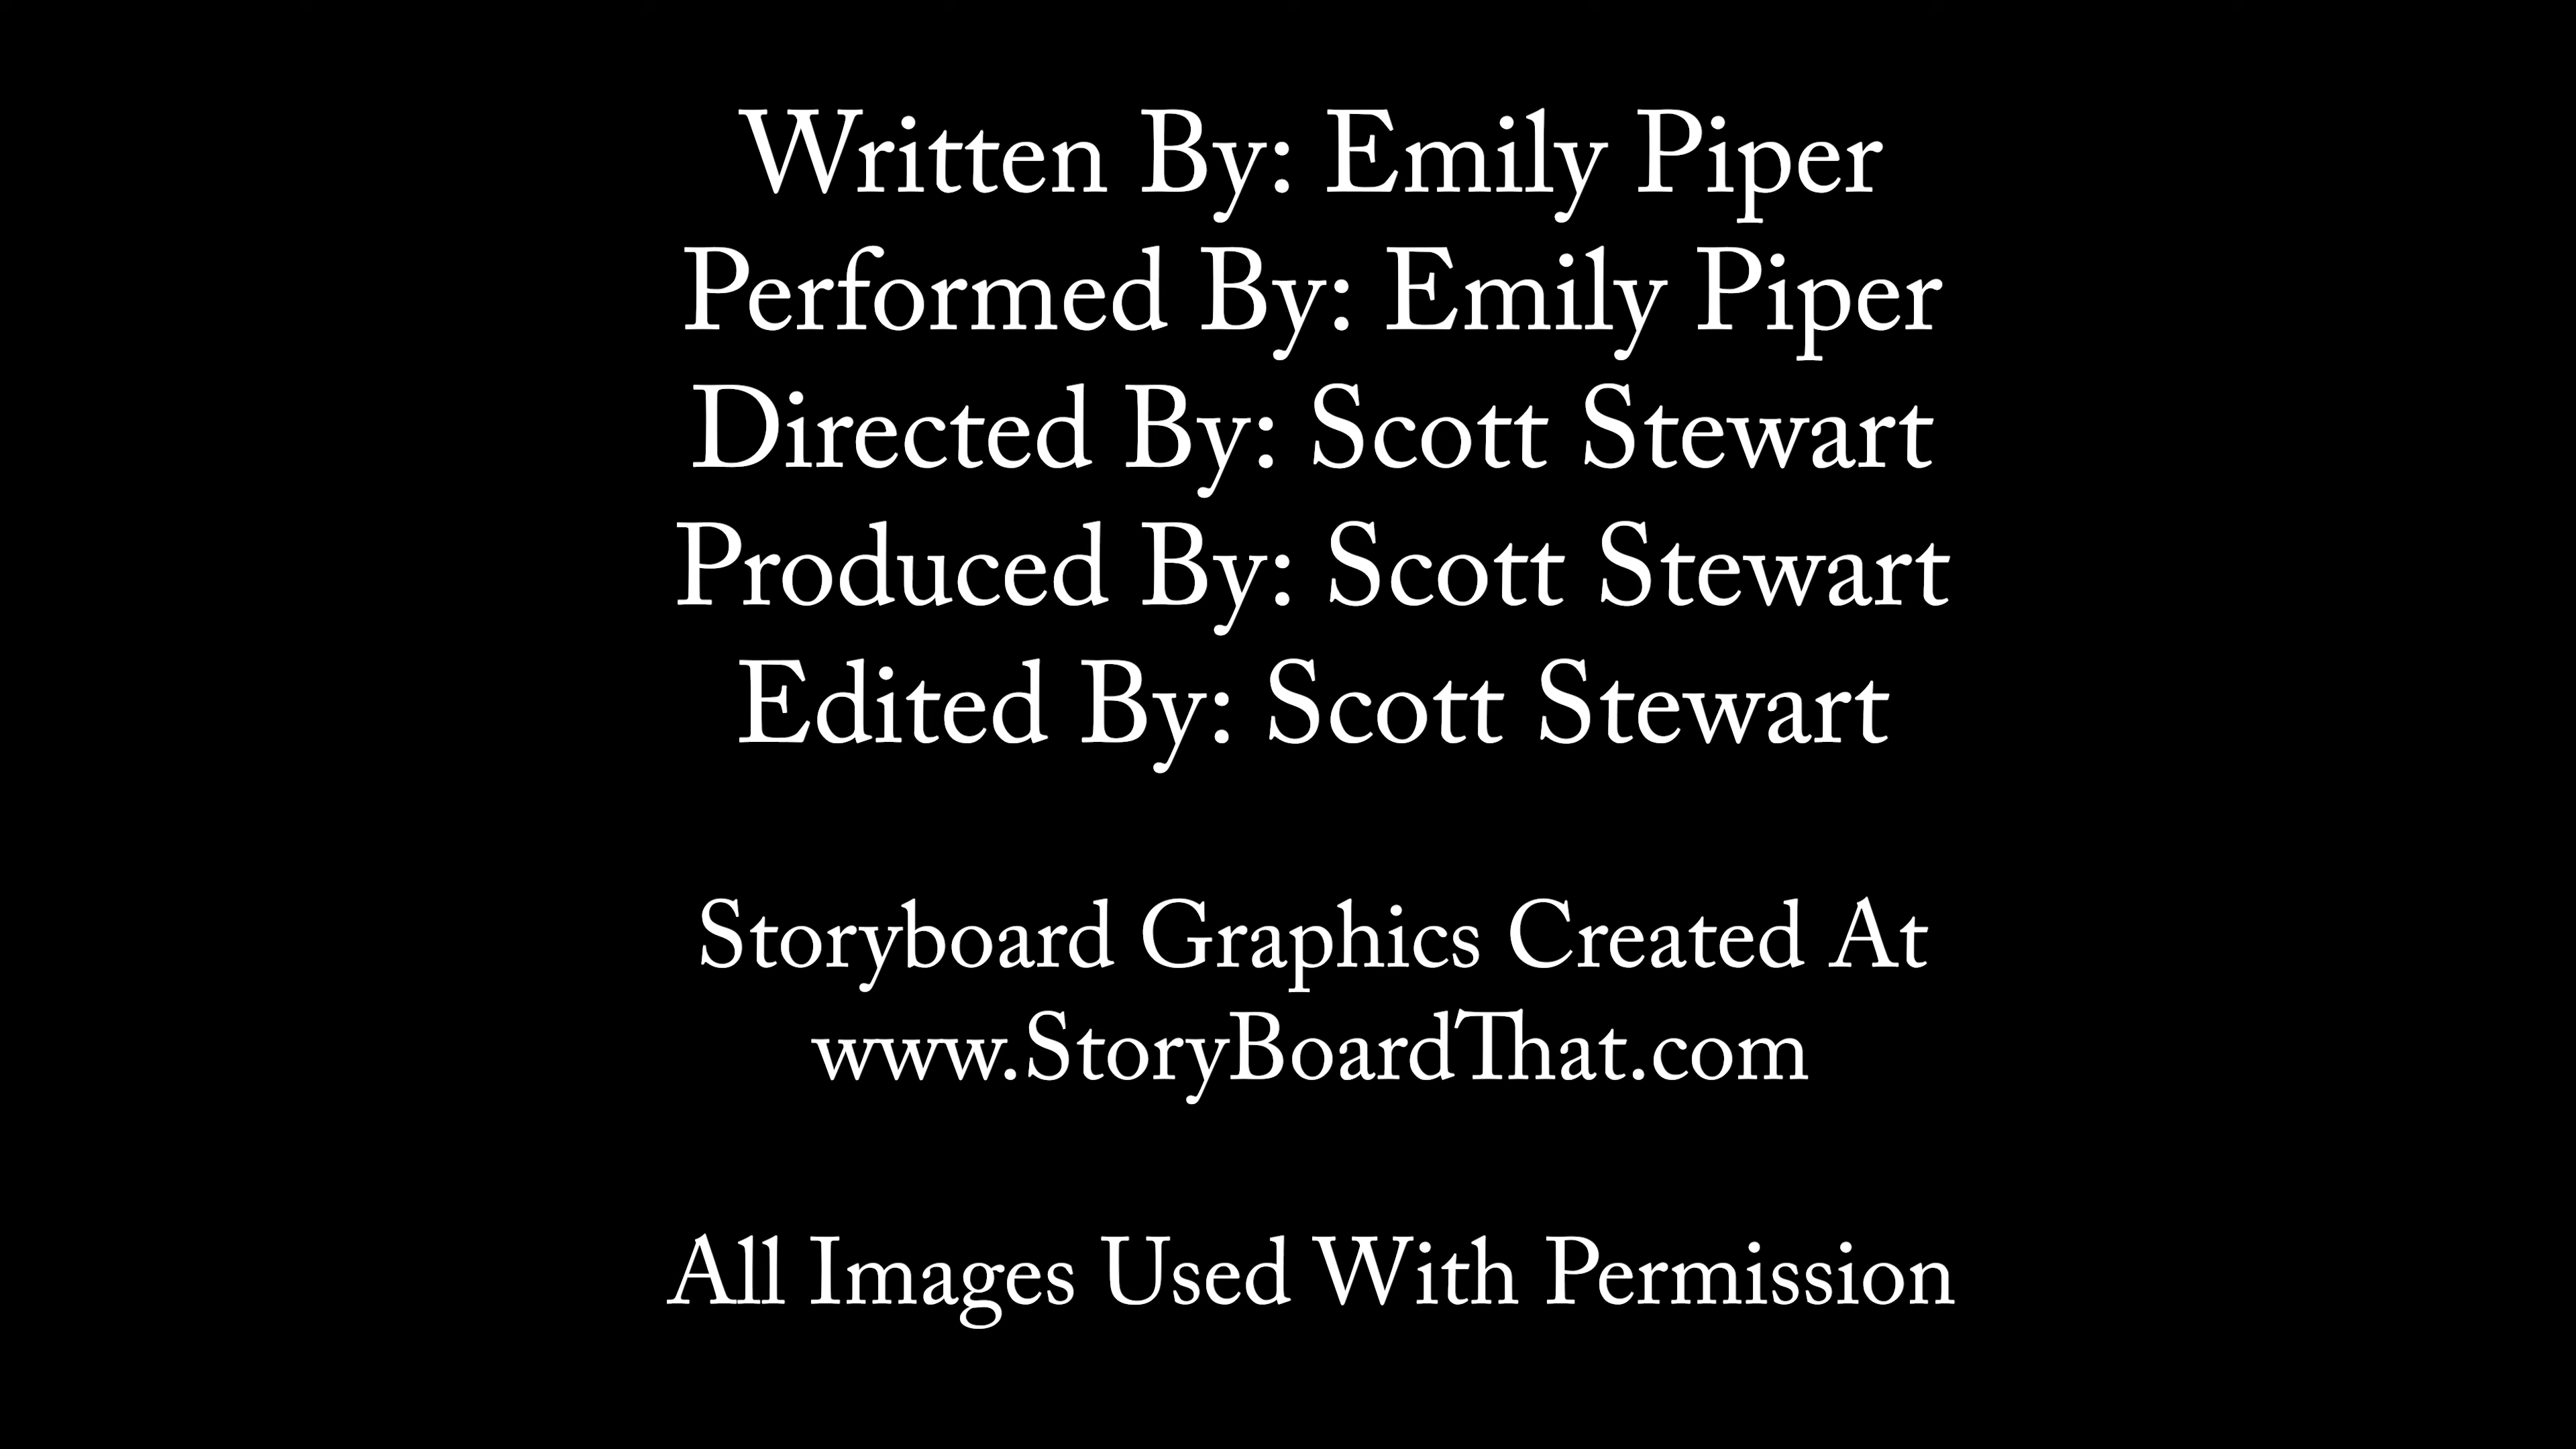 Written By: Emily Piper
Performed By: Emily Piper
Directed By: Scott Stewart
Produced By: Scott Stewart
Edited By: Scott Stewart
Storyboard Graphics Created At
www.StoryBoardThat.com
All Images Used With Permission